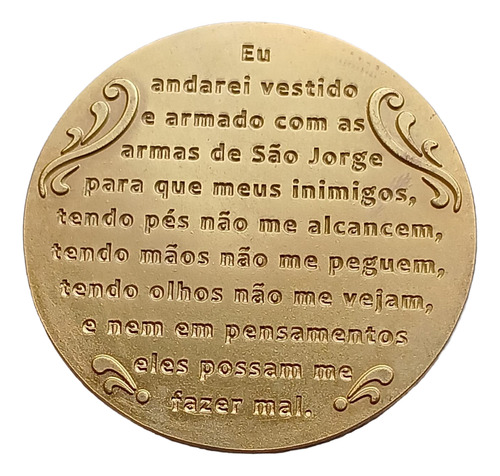 Eu
andarei vestido
e armado com as
armas de São Jorge
para que meus inimigos,
tendo pés não me alcancem,
tendo mãos não me peguem,
tendo olhos não me vejam,
e nem em pensamentos
eles possam me
fazer mal.